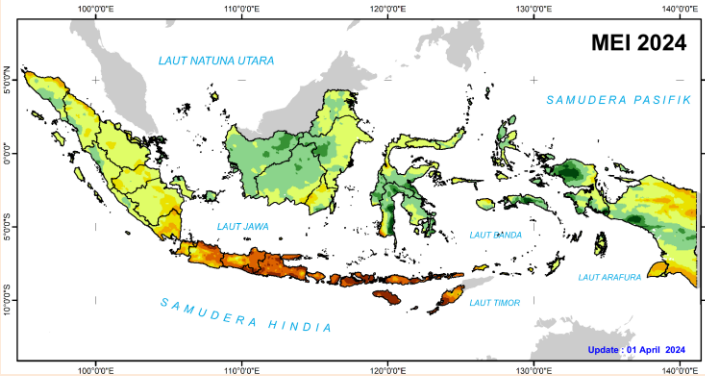 100°0'0"E 110°0'0"E 120°0'0"E 130°0'0"E 140°0'0"E
MEI 2024
LAUT NATUNA UTARA
5°0'0"N
SAMUDERA PASIFIK
0°0'0"
LAUT JAWA
5°0'0"S
LAUT BANDA
LAUT ARAFURA
10°0'0"S
SAMUDERA HINDIA
LAUT TIMOR
Update : 01 April 2024
100°0'0"E 110°0'0"E 120°0'0"E 130°0'0"E 140°0'0"E